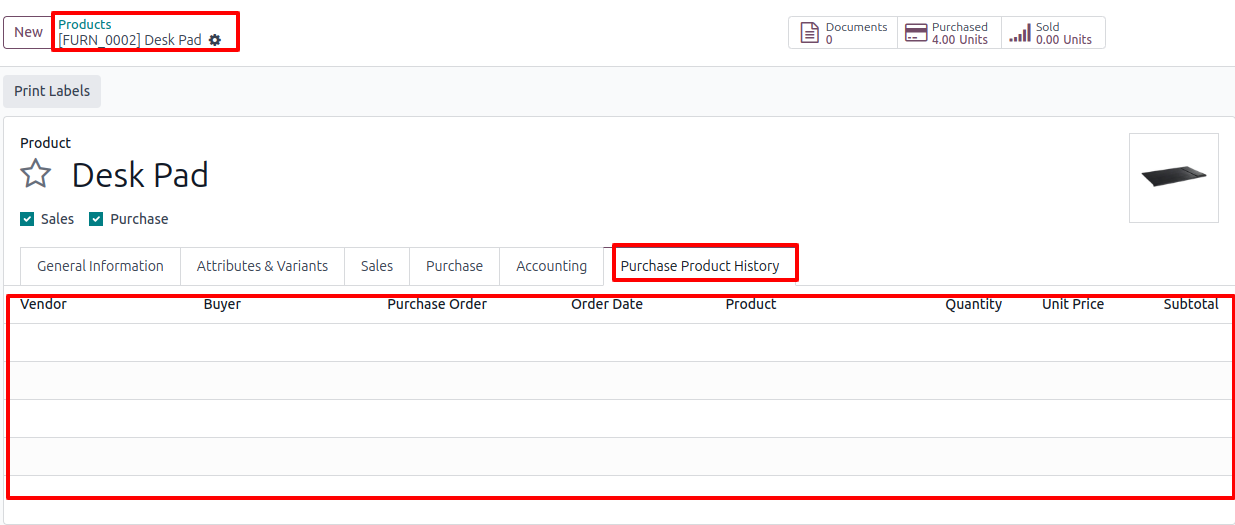 New
Products
[FURN_0002] Desk Pad
Documents
0
Purchased
4.00 Units
Sold
0.00 Units
Print Labels
Product
Desk Pad
Sales
Purchase
General Information
Attributes & Variants
Sales
Purchase
Accounting
Purchase Product History
Vendor
Buyer
Purchase Order
Order Date
Product
Quantity
Unit Price
Subtotal